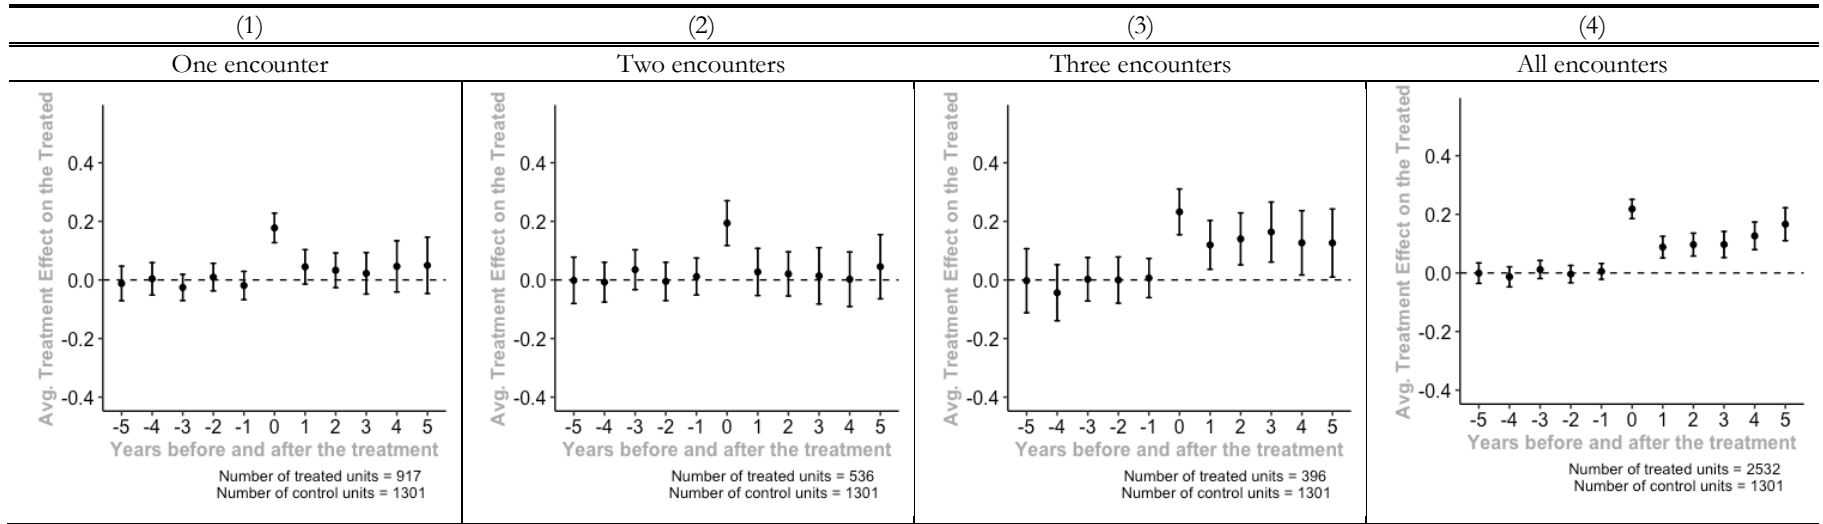 (1) (2) (3) (4)
One encounter Two encounters Three encounters All encounters
Avg. Treatment Effect on the Treated
0.4
0.2
0.0
-0.2
-0.4
-5 -4 -3 -2 -1 0 1 2 3 4 5
Years before and after the treatment
Number of treated units = 917
Number of control units = 1301
Avg. Treatment Effect on the Treated
0.4
0.2
0.0
-0.2
-0.4
-5 -4 -3 -2 -1 0 1 2 3 4 5
Years before and after the treatment
Number of treated units = 536
Number of control units = 1301
Avg. Treatment Effect on the Treated
0.4
0.2
0.0
-0.2
-0.4
-5 -4 -3 -2 -1 0 1 2 3 4 5
Years before and after the treatment
Number of treated units = 396
Number of control units = 1301
Avg. Treatment Effect on the Treated
0.4
0.2
0.0
-0.2
-0.4
-5 -4 -3 -2 -1 0 1 2 3 4 5
Years before and after the treatment
Number of treated units = 2532
Number of control units = 1301